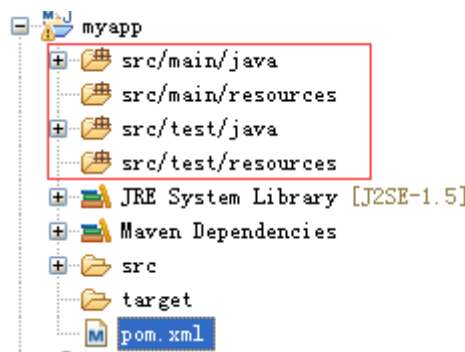 myapp
src/main/java
src/main/resources
src/test/java
src/test/resources
JRE System Library [J2SE-1.5]
Maven Dependencies
src
target
pom.xml